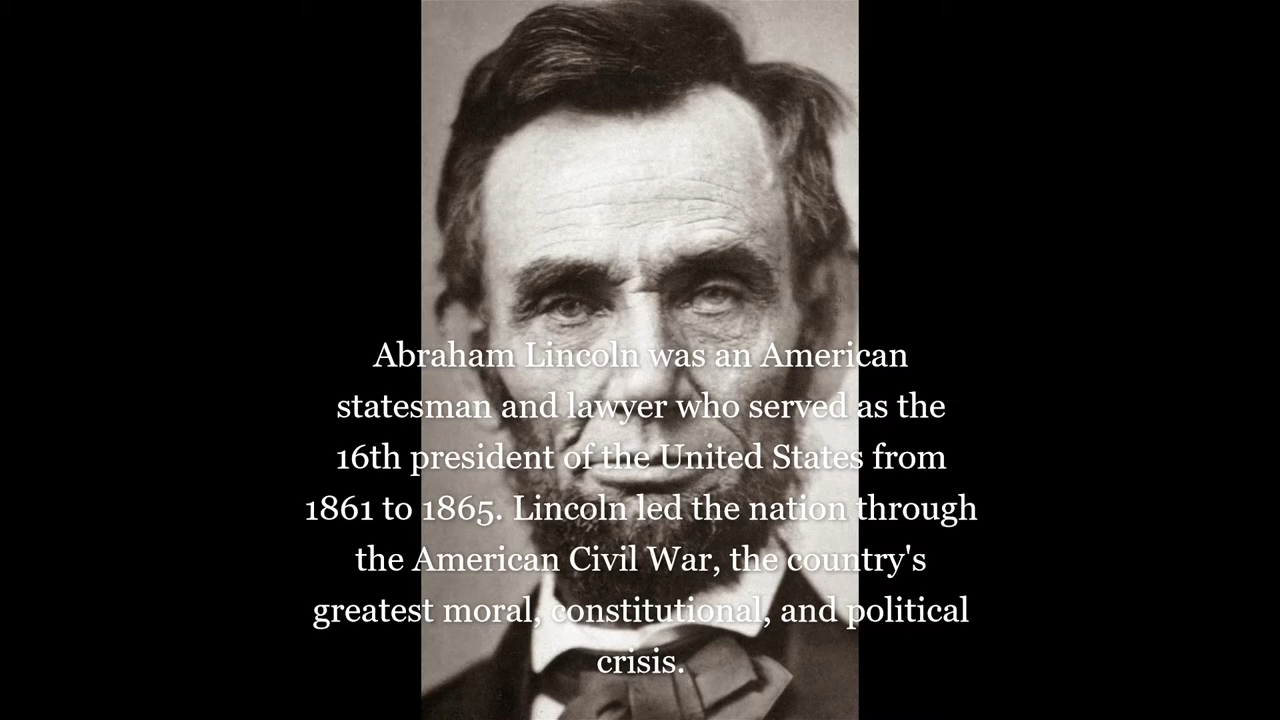 Abraham Lincoln was an American
statesman and lawyer who served as the
16th president of the United States from
1861 to 1865. Lincoln led the nation through
the American Civil War, the country's
greatest moral, constitutional, and political
crisis.